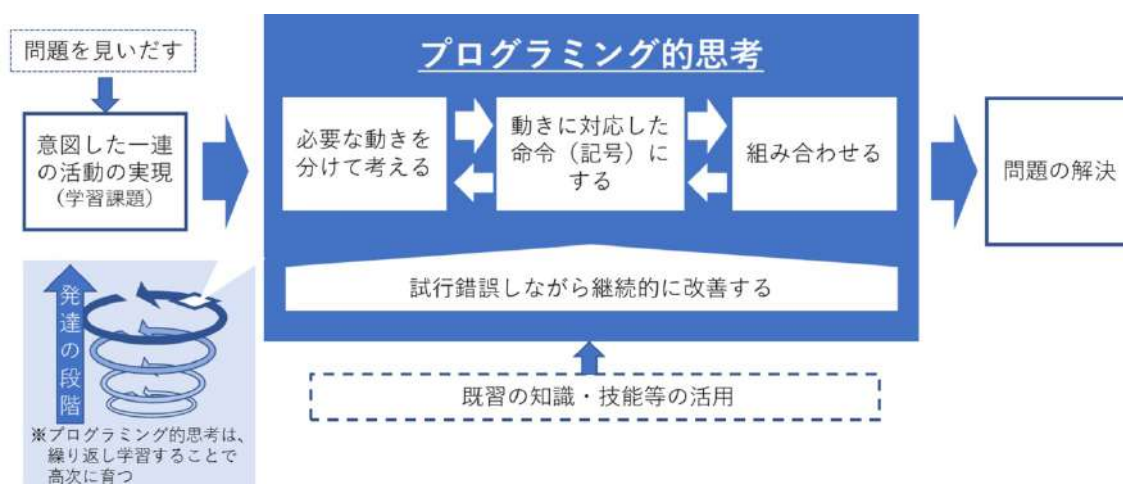 問題を見いだす
意図した一連
の活動の実現
(学習課題)
プログラミング的思考
必要な動きを
分けて考える
動きに対応した
命令（記号）に
する
組み合わせる
試行錯誤しながら継続的に改善する
問題の解決
既習の知識・技能等の活用
発達の段階
※プログラミング的思考は、
繰り返し学習することで
高次に育つ